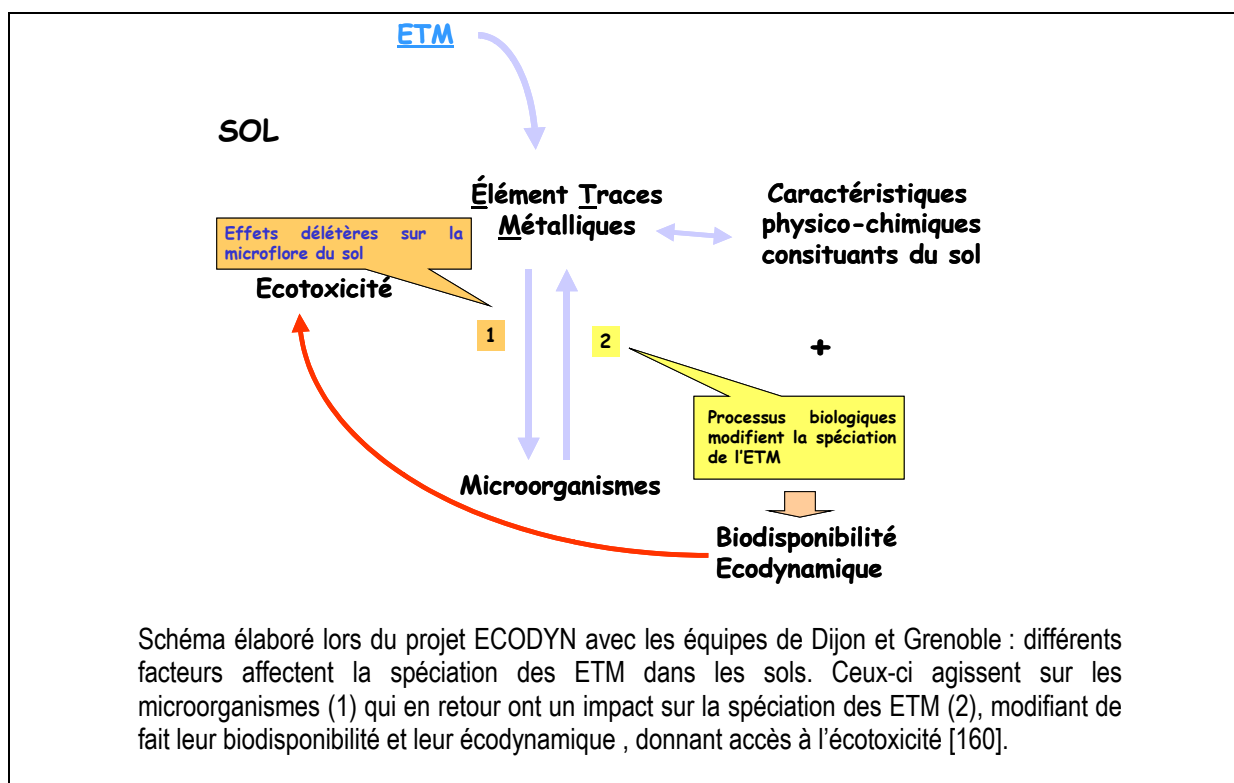 ETM
SOL
Élément Traces
Métalliques
Caractéristiques
physico-chimiques
consituants du sol
Effets délétères sur la
microflore du sol
Ecotoxicité
1
2
+
Processus biologiques
modifient la spéciation
de l'ETM
Microorganismes
Biodisponibilité
Ecodynamique
Schéma élaboré lors du projet ECODYN avec les équipes de Dijon et Grenoble : différents
facteurs affectent la spéciation des ETM dans les sols. Ceux-ci agissent sur les
microorganismes (1) qui en retour ont un impact sur la spéciation des ETM (2), modifiant de
fait leur biodisponibilité et leur écodynamique , donnant accès à l'écotoxicité [160].